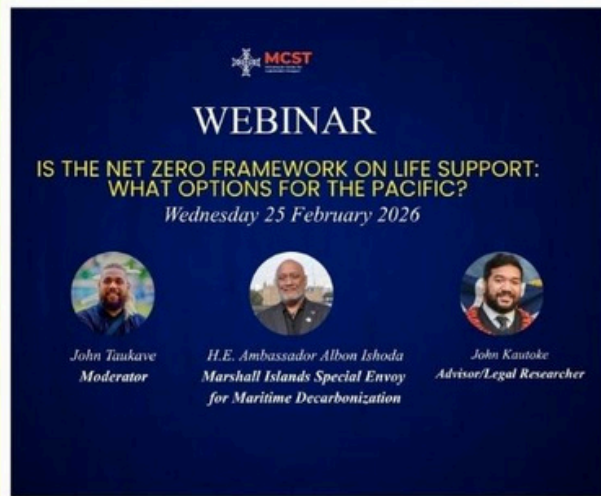 MCST
WEBINAR
IS THE NET ZERO FRAMEWORK ON LIFE SUPPORT:
WHAT OPTIONS FOR THE PACIFIC?
Wednesday 25 February 2026
John Taukave
Moderator
H.E. Ambassador Albon Ishoda
Marshall Islands Special Envoy
for Maritime Decarbonization
John Kautoke
Advisor/Legal Researcher